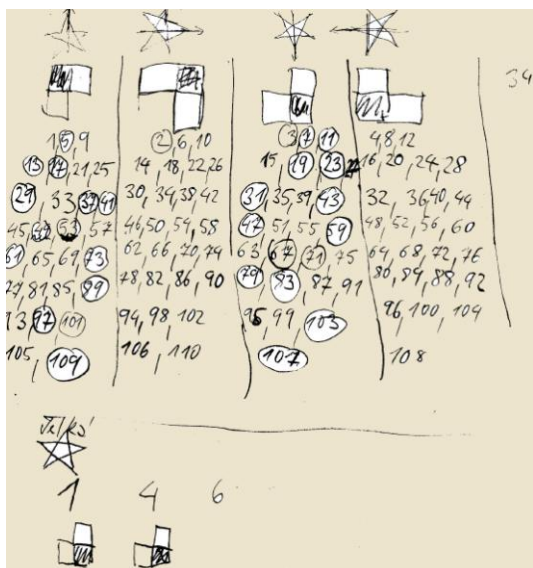 34
1, 5, 9
2, 6, 10
3, 7, 11
4, 8, 12
13, 17, 21, 25
14, 18, 22, 26
15, 19, 23
16, 20, 24, 28
29, 33, 37, 41
30, 34, 38, 42
31, 35, 39, 43
32, 36, 40, 44
45, 53, 57
46, 50, 54, 58
47, 51, 55, 59
48, 52, 56, 60
61, 65, 69, 73
62, 66, 70, 74
63, 67, 71, 75
64, 68, 72, 76
77, 81, 85, 89
78, 82, 86, 90
79, 83, 87, 91
80, 84, 88, 92
93, 97, 101
94, 98, 102
95, 99, 103
96, 100, 104
105, 109
106, 110
107
108
1 4 6